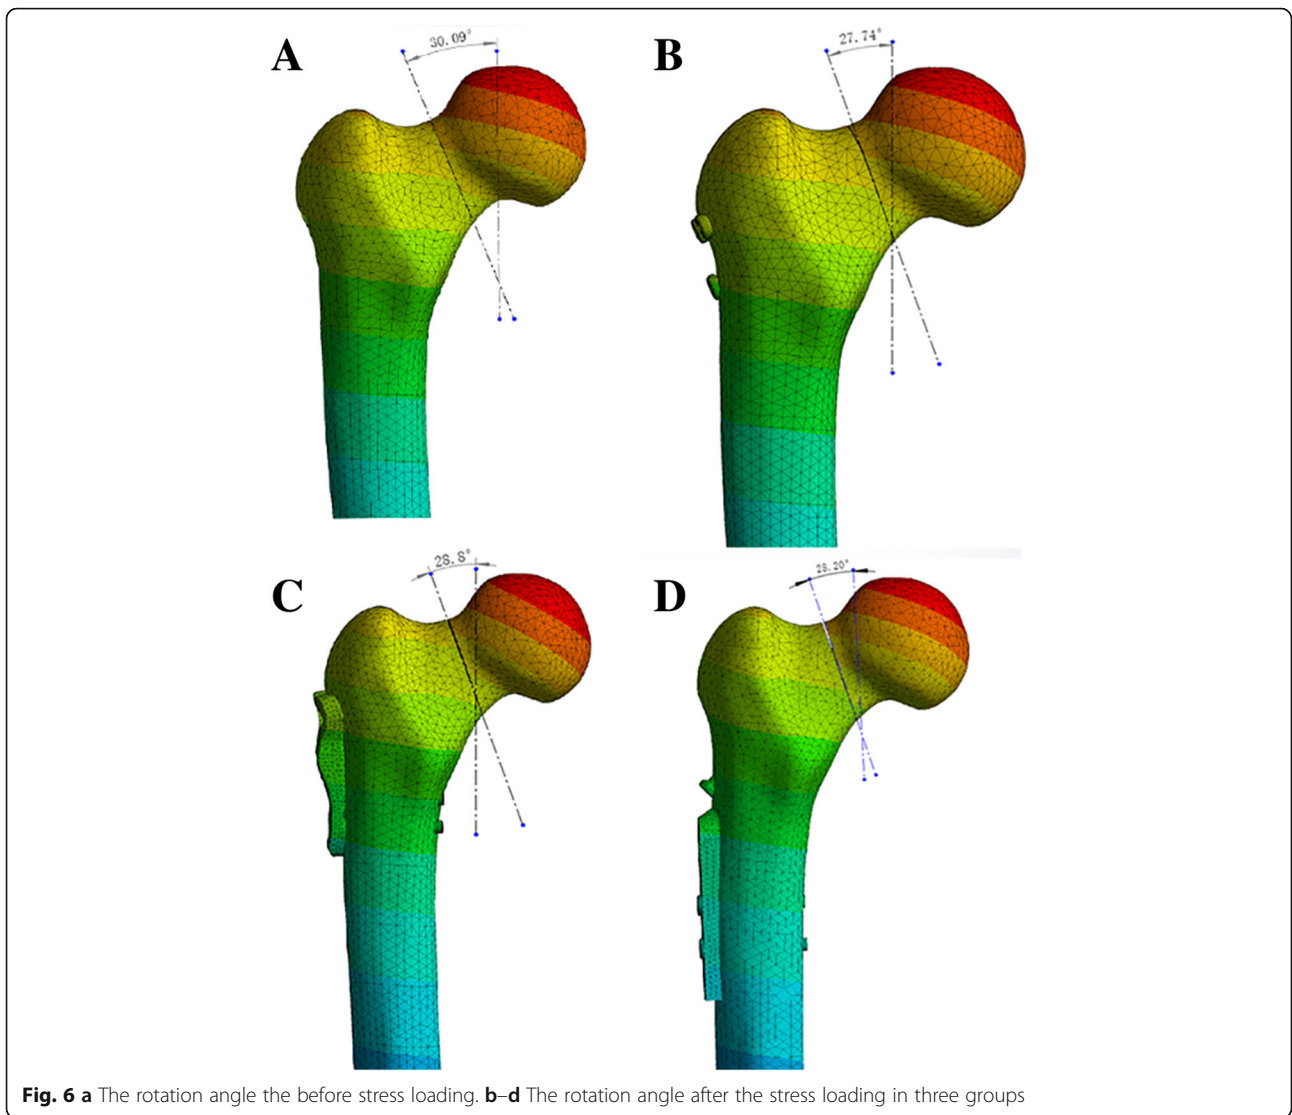 A
30.09°
B
27.74°
C
28.8°
D
28.20°
Fig. 6 a The rotation angle the before stress loading. b–d The rotation angle after the stress loading in three groups